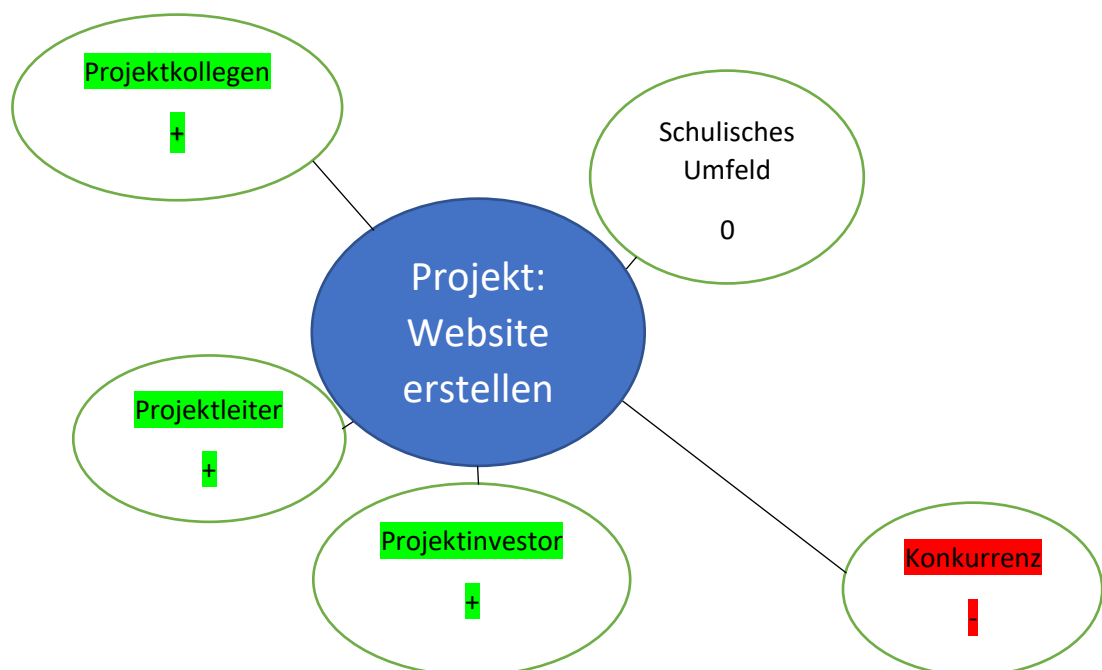 Projektkollegen
+
Schulisches
Umfeld
0
Projekt:
Website
erstellen
Projektleiter
+
Projektinvestor
+
Konkurrenz
-